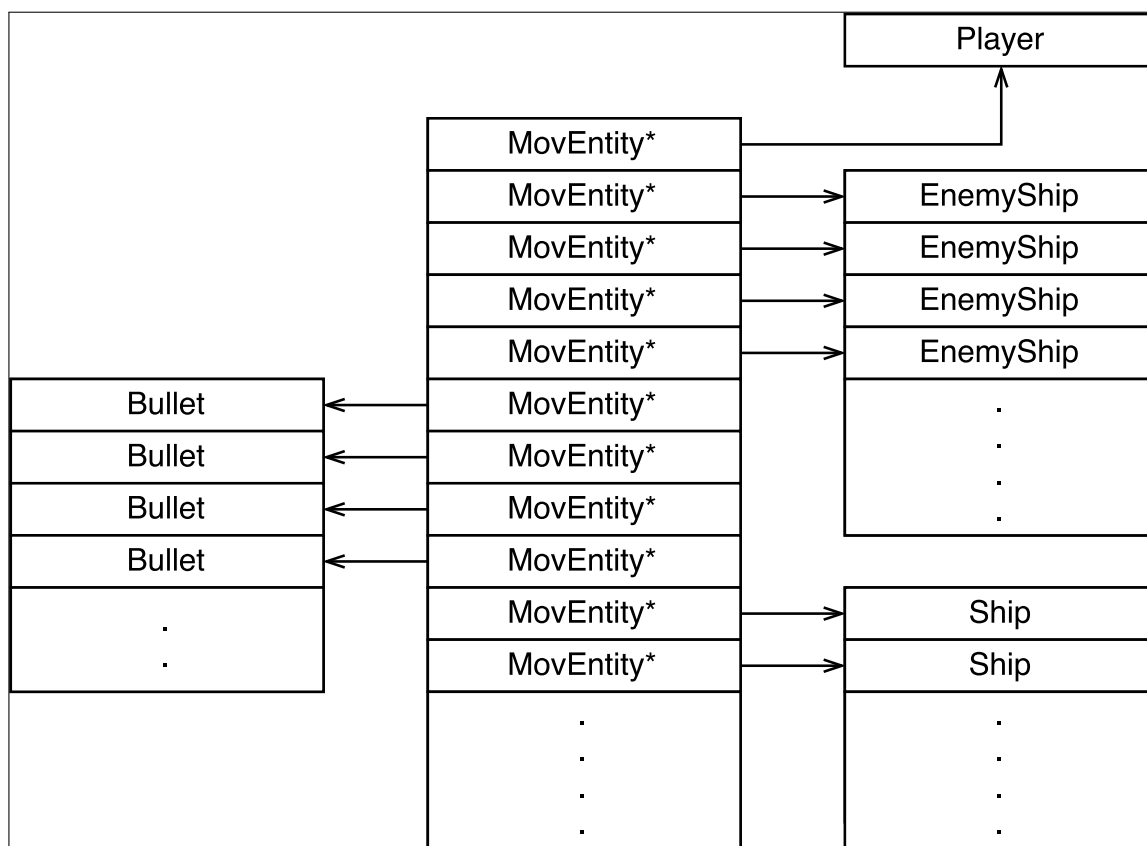 Player
MovEntity*
MovEntity* EnemyShip
MovEntity* EnemyShip
MovEntity* EnemyShip
MovEntity* EnemyShip
Bullet MovEntity* .
Bullet MovEntity* .
Bullet MovEntity* .
Bullet MovEntity* .
. MovEntity* Ship
. MovEntity* Ship
. .
. .
. .
. .